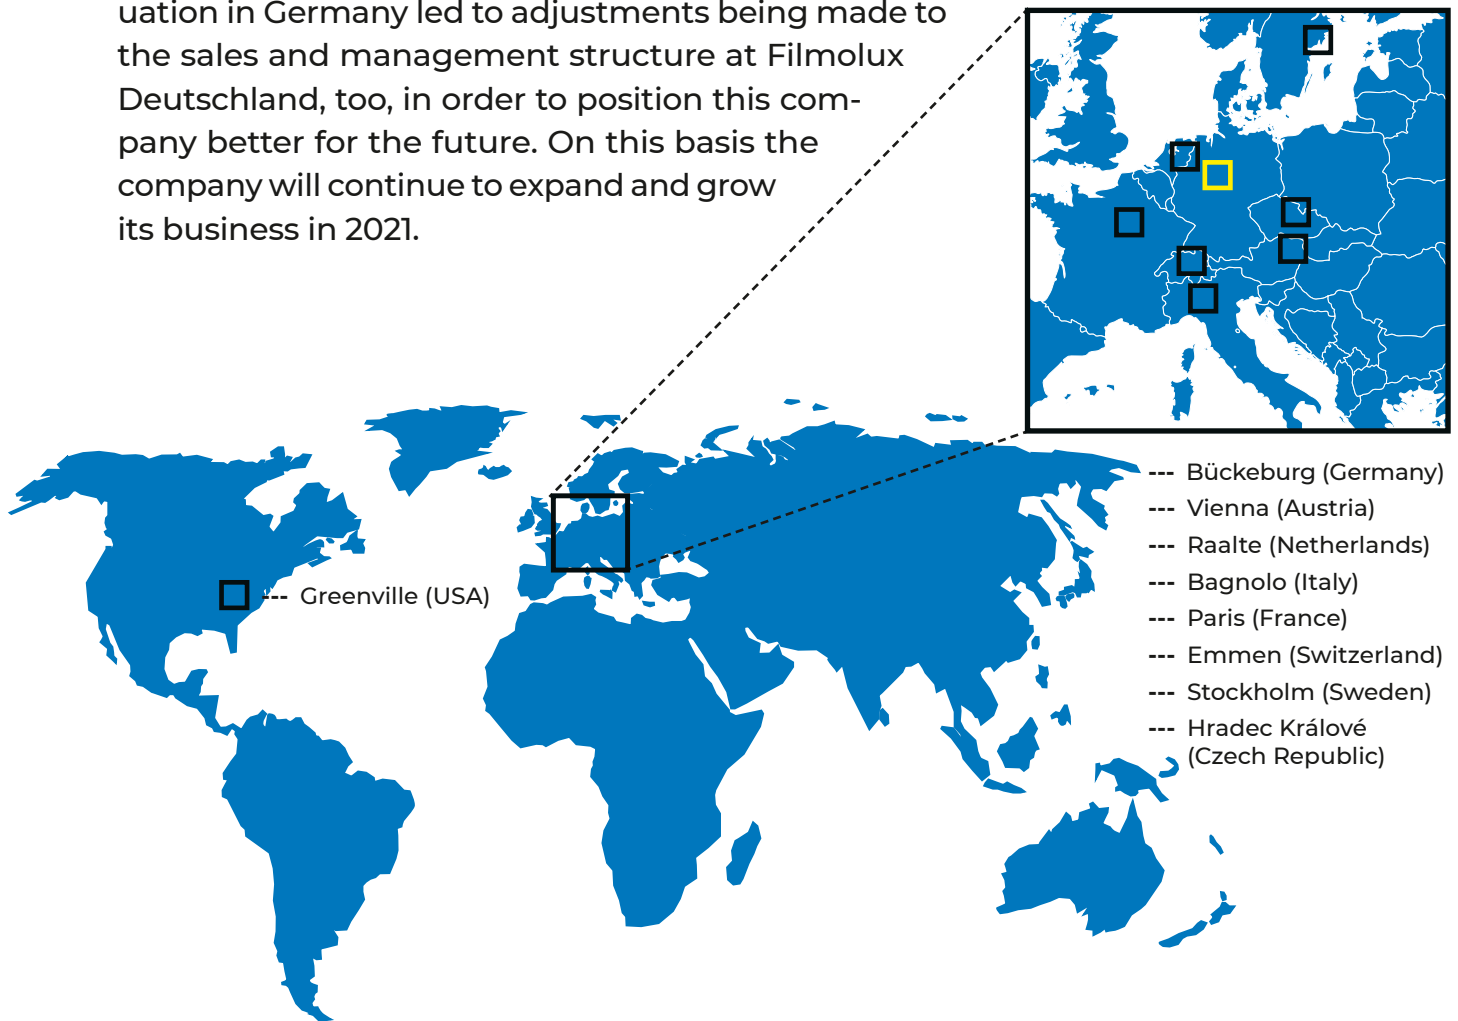 uation in Germany led to adjustments being made to
the sales and management structure at Filmolux
Deutschland, too, in order to position this com-
pany better for the future. On this basis the
company will continue to expand and grow
its business in 2021.
--- Bückeburg (Germany)
--- Vienna (Austria)
--- Raalte (Netherlands)
--- Bagnolo (Italy)
--- Paris (France)
--- Emmen (Switzerland)
--- Stockholm (Sweden)
--- Hradec Králové
(Czech Republic)
--- Greenville (USA)